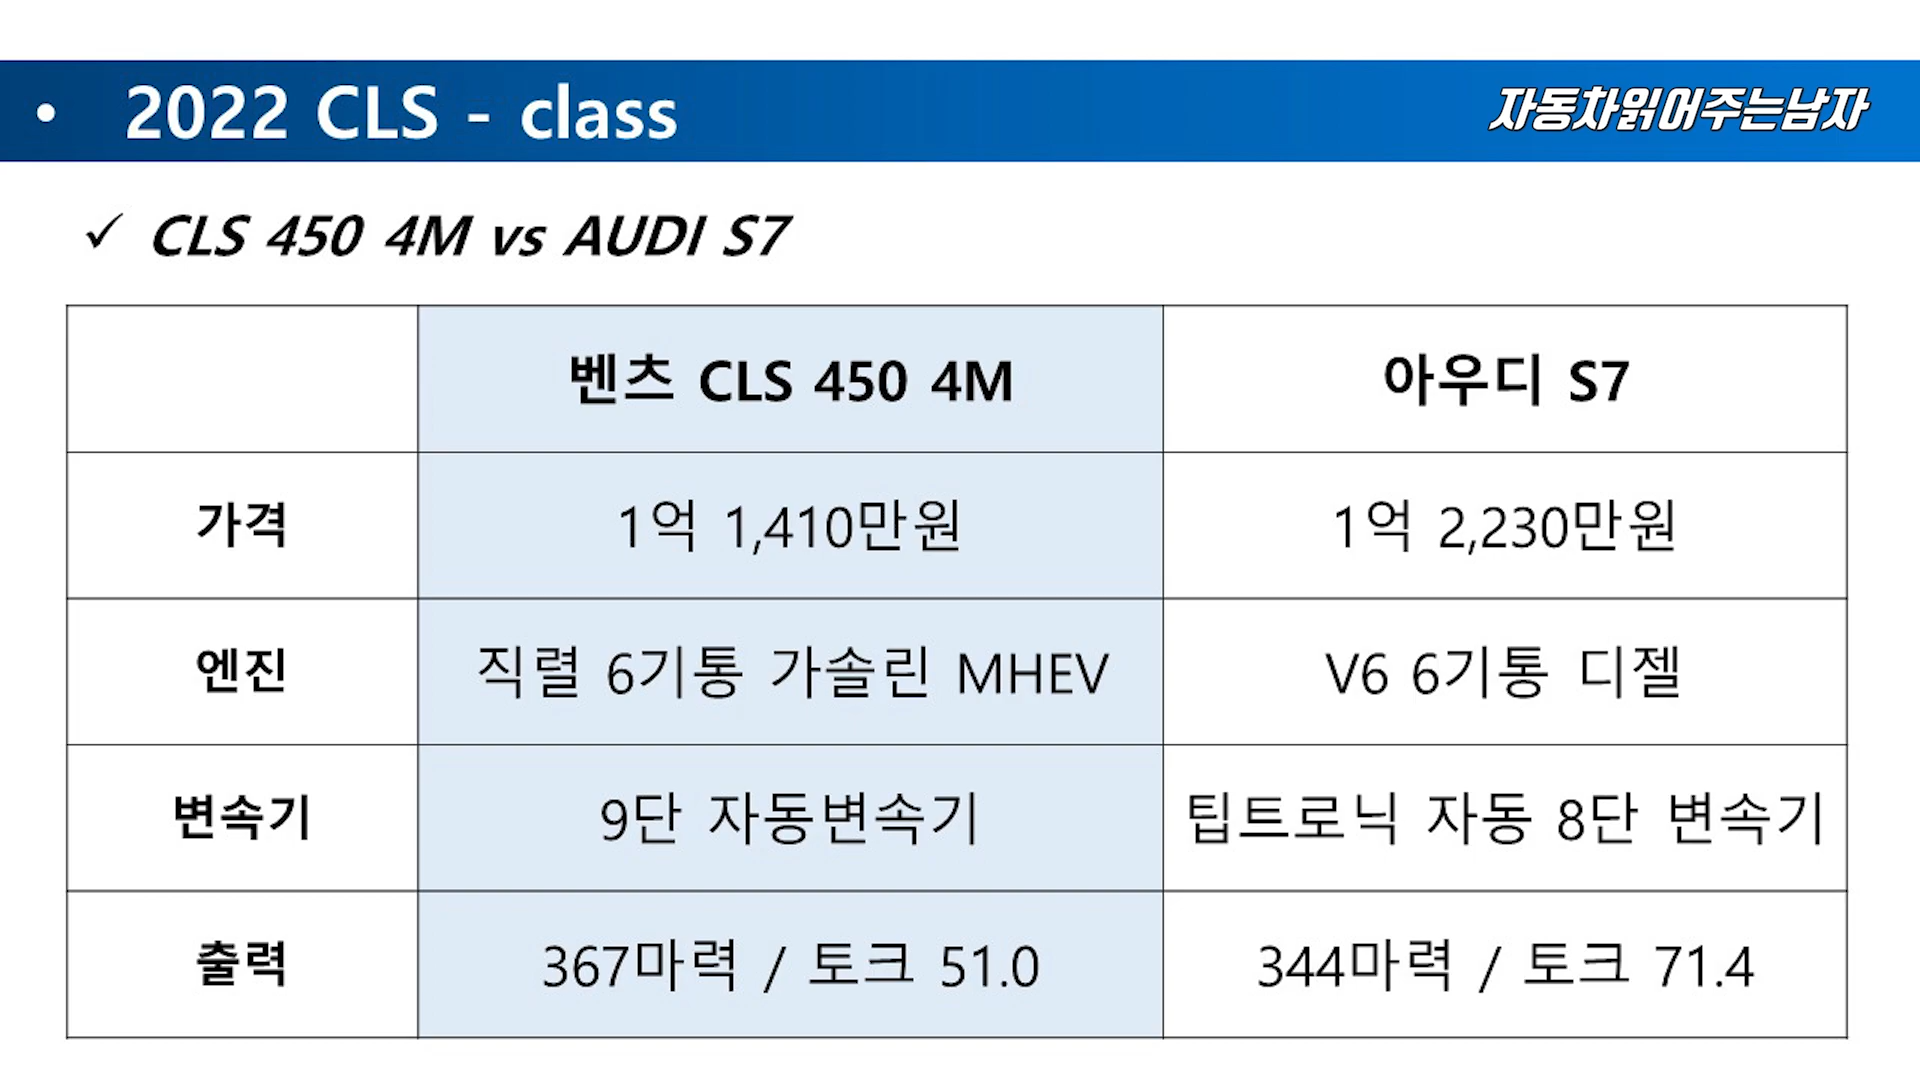 • 2022 CLS - class
자동차읽어주는남자
✓ CLS 450 4M vs AUDI S7
벤츠 CLS 450 4M 아우디 S7
가격 1억 1,410만원 1억 2,230만원
엔진 직렬 6기통 가솔린 MHEV V6 6기통 디젤
변속기 9단 자동변속기 팁트로닉 자동 8단 변속기
출력 367마력 / 토크 51.0 344마력 / 토크 71.4